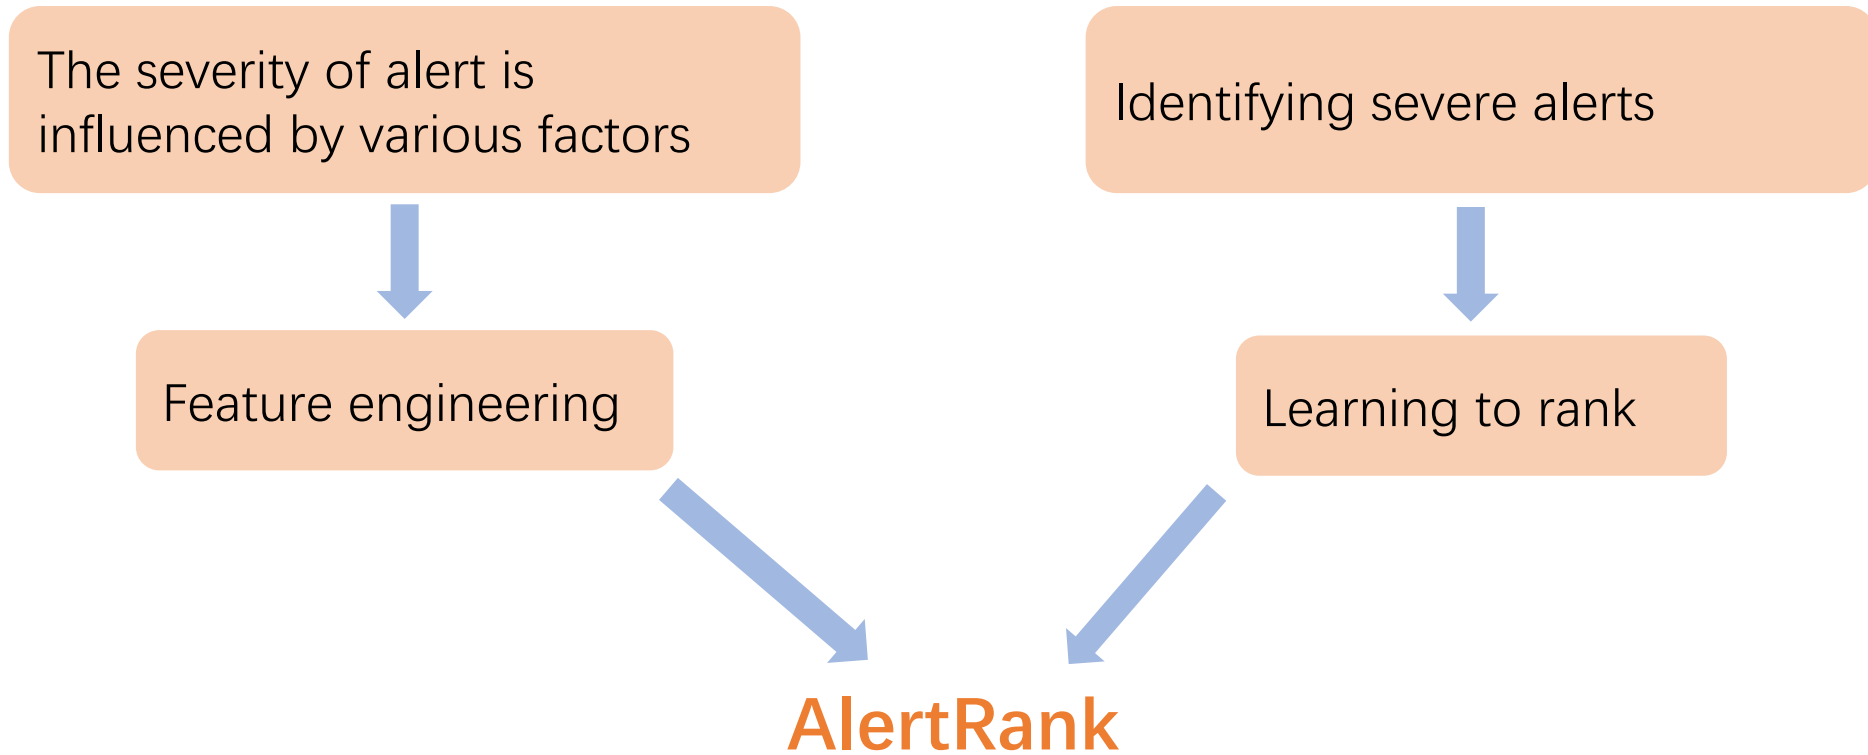 The severity of alert is
influenced by various factors
Identifying severe alerts
Feature engineering
Learning to rank
AlertRank